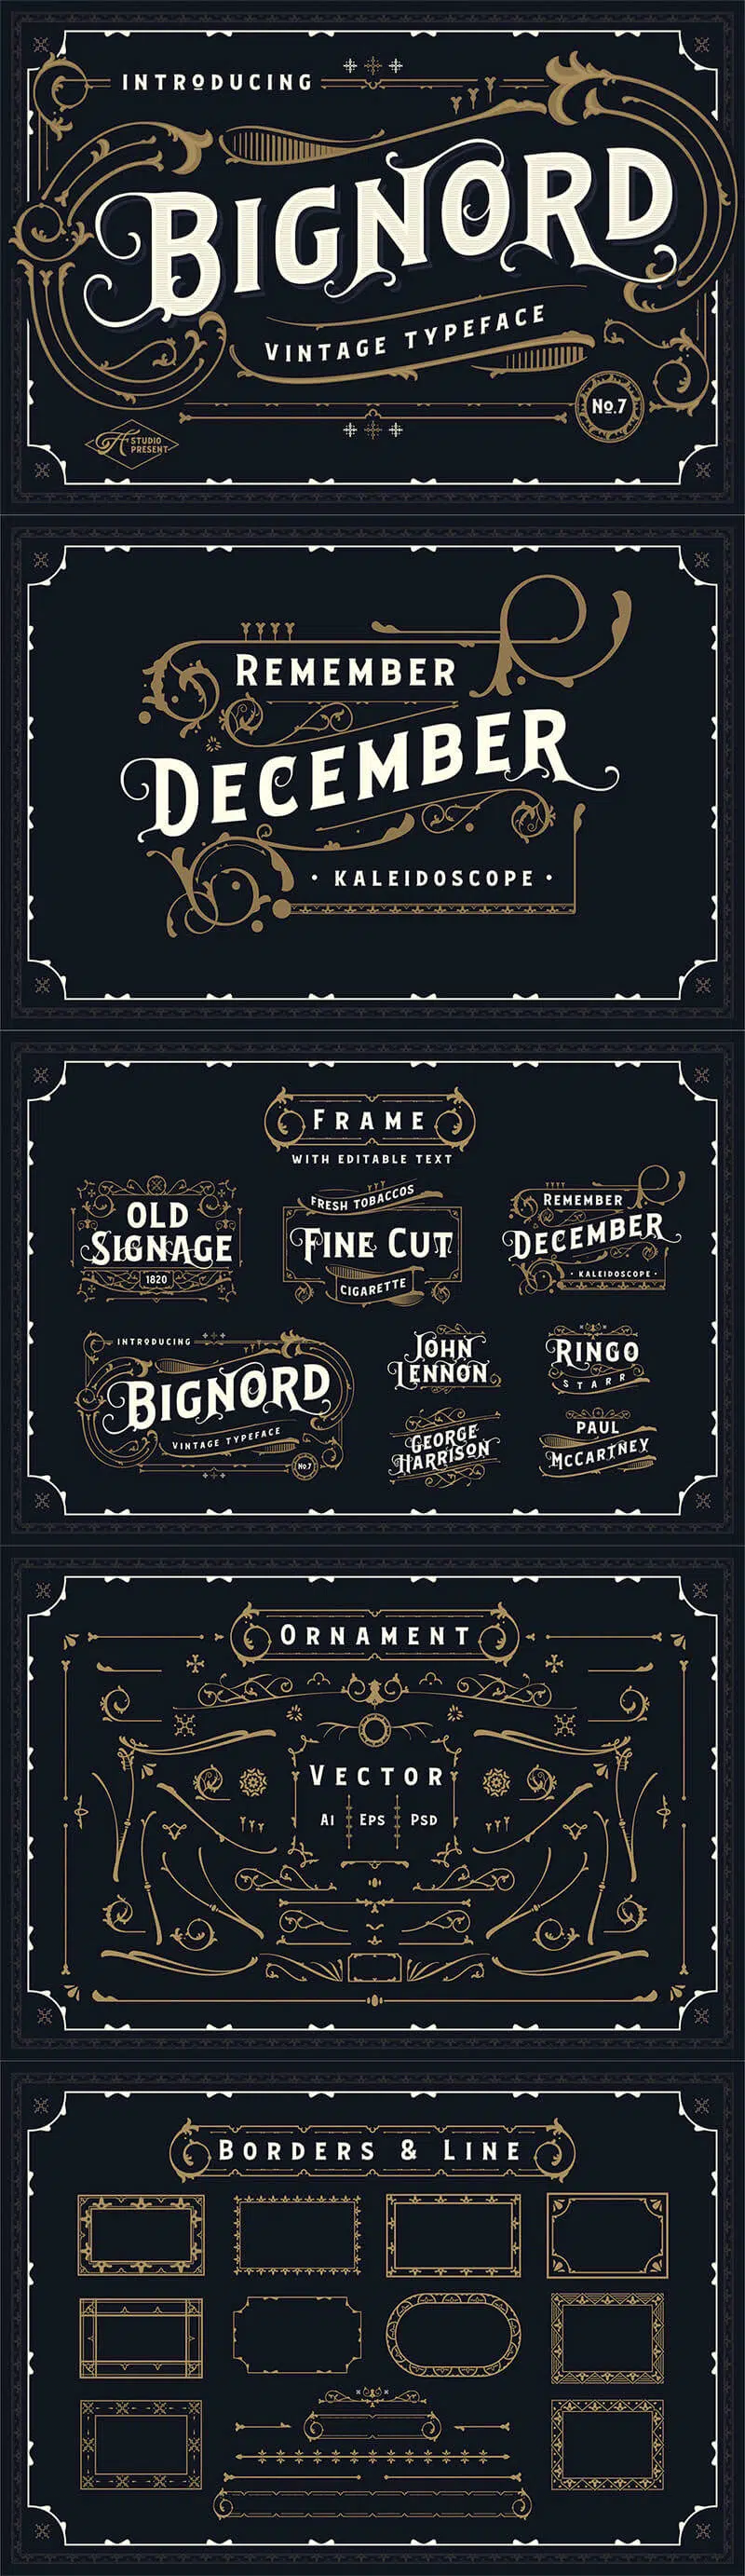 INTRODUCING
BIGNORD
VINTAGE TYPEFACE
No.7
A STUDIO
PRESENT
REMEMBER
DECEMBER
• KALEIDOSCOPE •
FRAME
WITH EDITABLE TEXT
OLD
SIGNAGE
1820
FRESH TOBACCOS
FINE CUT
CIGARETTE
REMEMBER
DECEMBER
• KALEIDOSCOPE •
INTRODUCING
BIGNORD
VINTAGE TYPEFACE
No.7
JOHN
LENNON
RINGO
STARR
GEORGE
HARRISON
PAUL
MCCARTNEY
ORNAMENT
VECTOR
AI EPS PSD
BORDERS & LINE